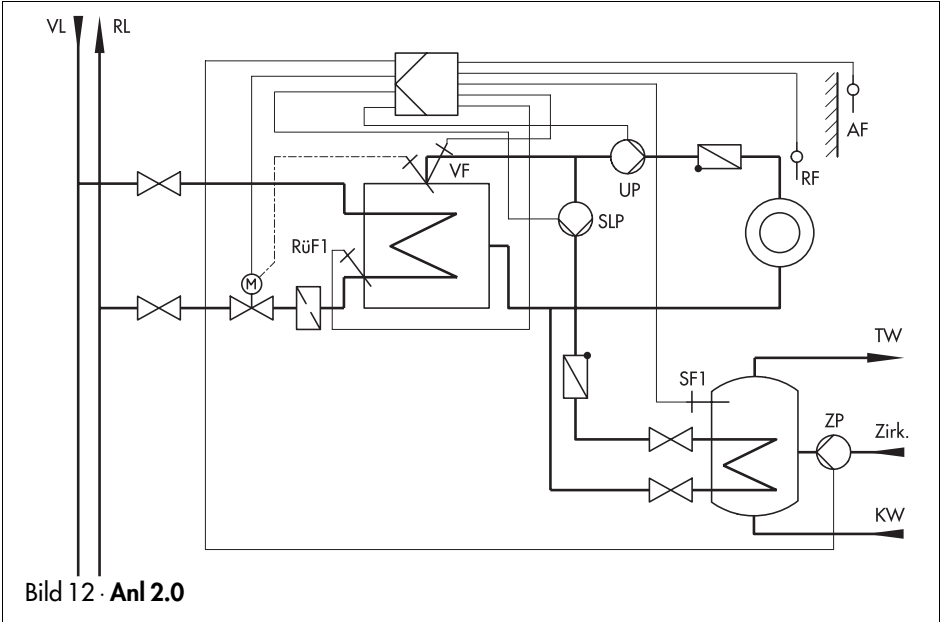 VL
RL
AF
VF
UP
RF
SLP
RüF1
M
TW
SF1
ZP
Zirk.
KW
Bild 12 · Anl 2.0